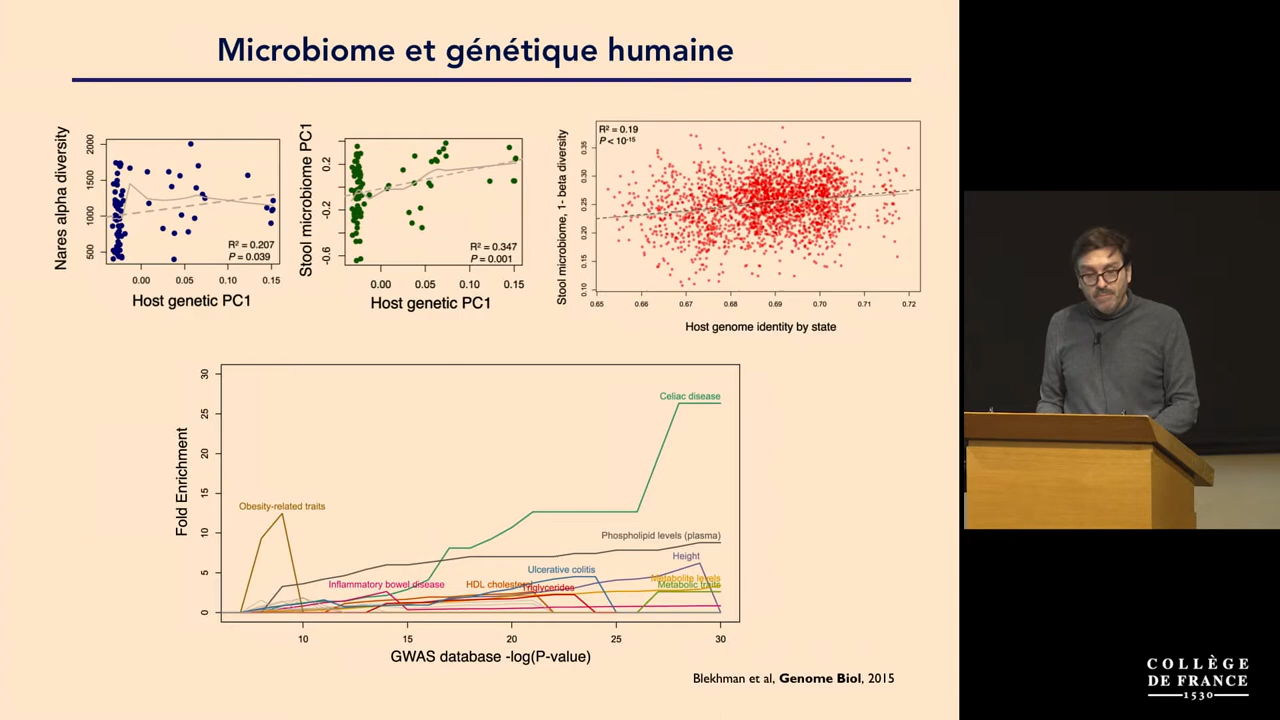 Microbiome et génétique humaine
Nares alpha diversity
2000
1500
1000
500
R² = 0.207
P = 0.039
0.00
0.05
0.10
0.15
Host genetic PC1
Stool microbiome PC1
0.2
-0.2
-0.6
R² = 0.347
P = 0.001
0.00
0.05
0.10
0.15
Host genetic PC1
Stool microbiome, 1- beta diversity
R² = 0.19
P < 10⁻¹⁵
0.35
0.30
0.25
0.20
0.15
0.10
0.65
0.66
0.67
0.68
0.69
0.70
0.71
0.72
Host genome identity by state
Fold Enrichment
30
25
20
15
10
5
0
Celiac disease
Obesity-related traits
Phospholipid levels (plasma)
Height
Ulcerative colitis
Inflammatory bowel disease
HDL cholesterol
Triglycerides
Metabolite levels
Metabolic traits
10
15
20
25
30
GWAS database -log(P-value)
Blekhman et al, Genome Biol, 2015
COLLÈGE
DE FRANCE
1530